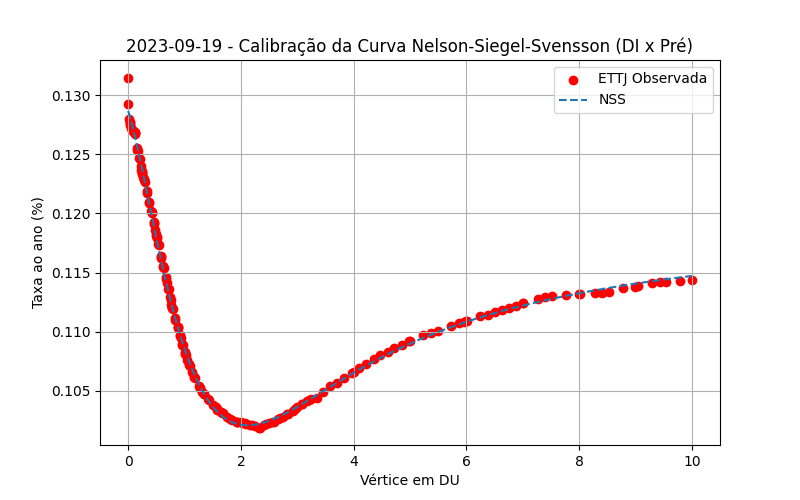 2023-09-19 - Calibração da Curva Nelson-Siegel-Svensson (DI x Pré)
ETTJ Observada
NSS
Taxa ao ano (%)
0.130
0.125
0.120
0.115
0.110
0.105
0 2 4 6 8 10
Vértice em DU